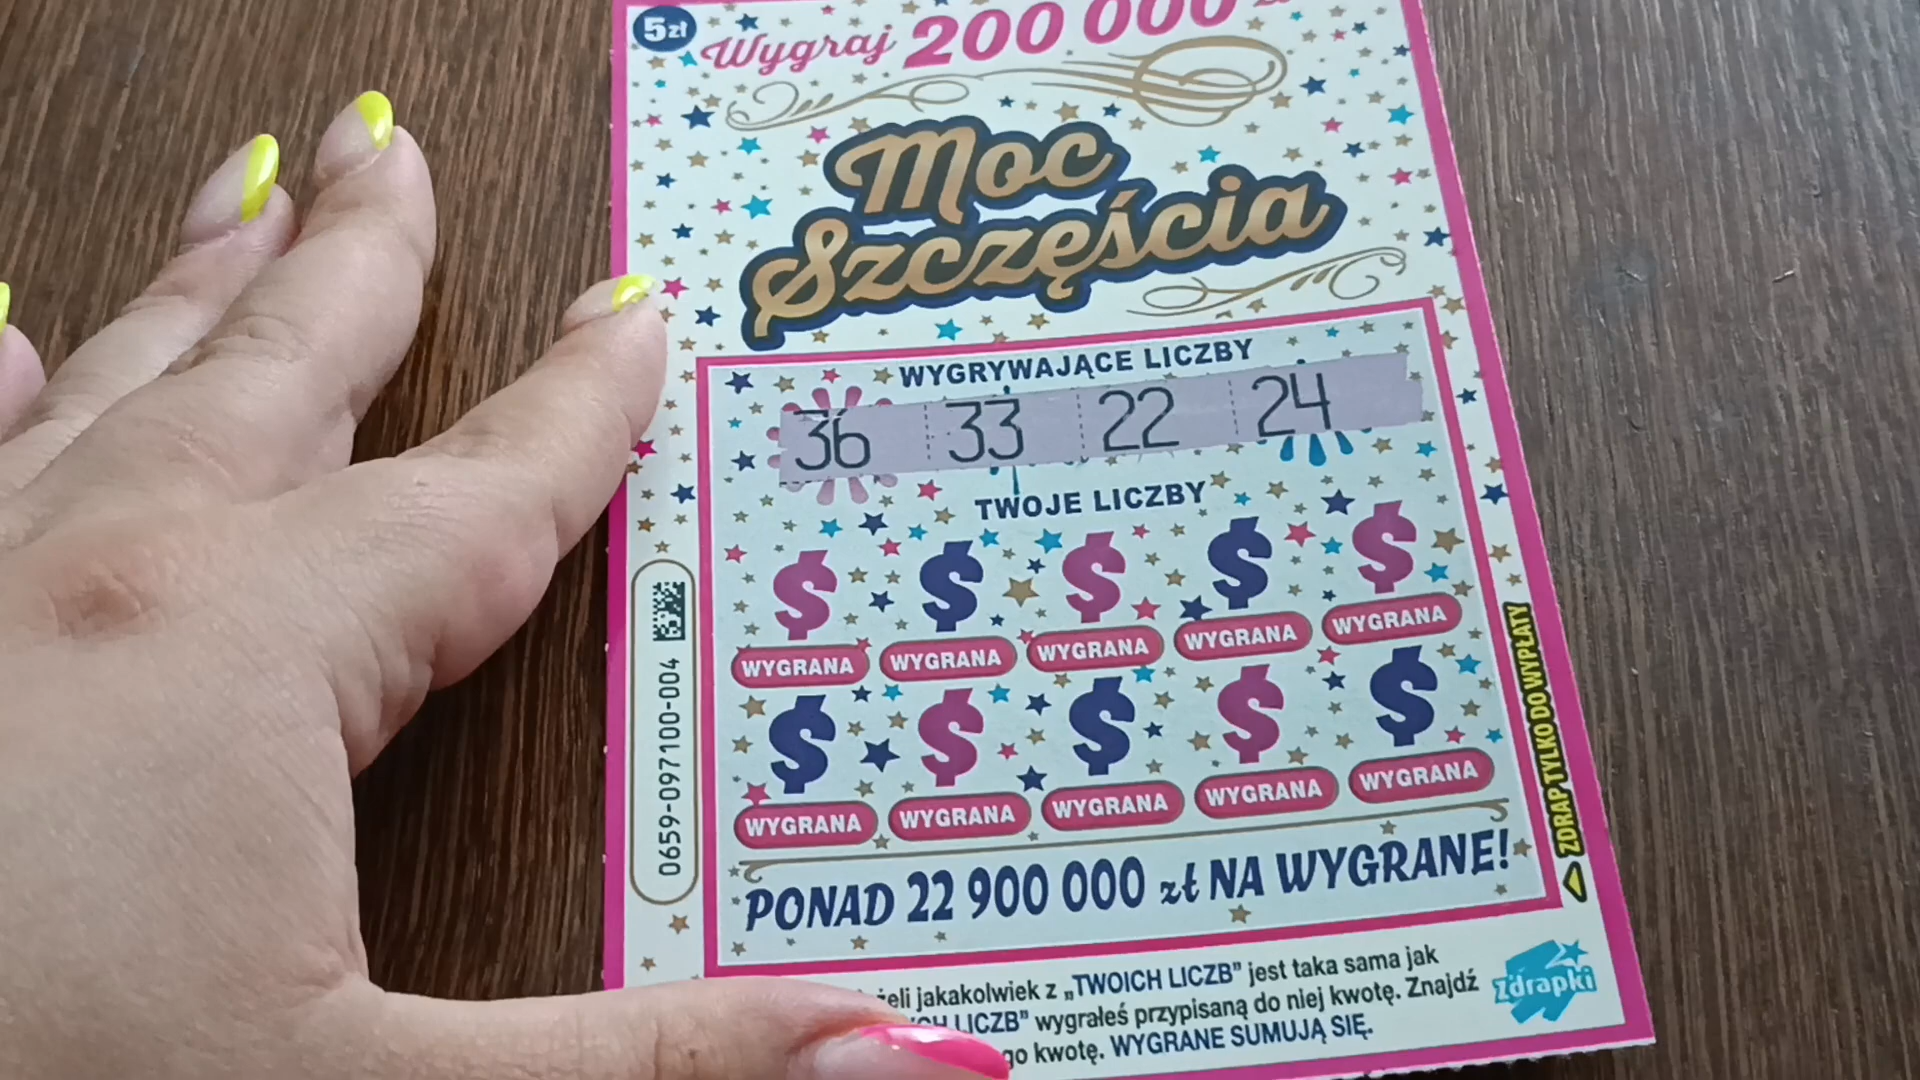 5zł
Wygraj 200 000
Moc
Szczęścia
WYGRYWAJĄCE LICZBY
36 33 22 24
TWOJE LICZBY
$ $ $ $ $
WYGRANA WYGRANA WYGRANA WYGRANA WYGRANA
$ $ $ $ $
WYGRANA WYGRANA WYGRANA WYGRANA WYGRANA
PONAD 22 900 000 zł NA WYGRANE!
jakakolwiek z „TWOICH LICZB” jest taka sama jak
LICZB” wygrałeś przypisaną do niej kwotę. Znajdź
kwotę. WYGRANE SUMUJĄ SIĘ.
Zdrapki
0659-097100-004
ZDRAP TYLKO DO WYPŁATY